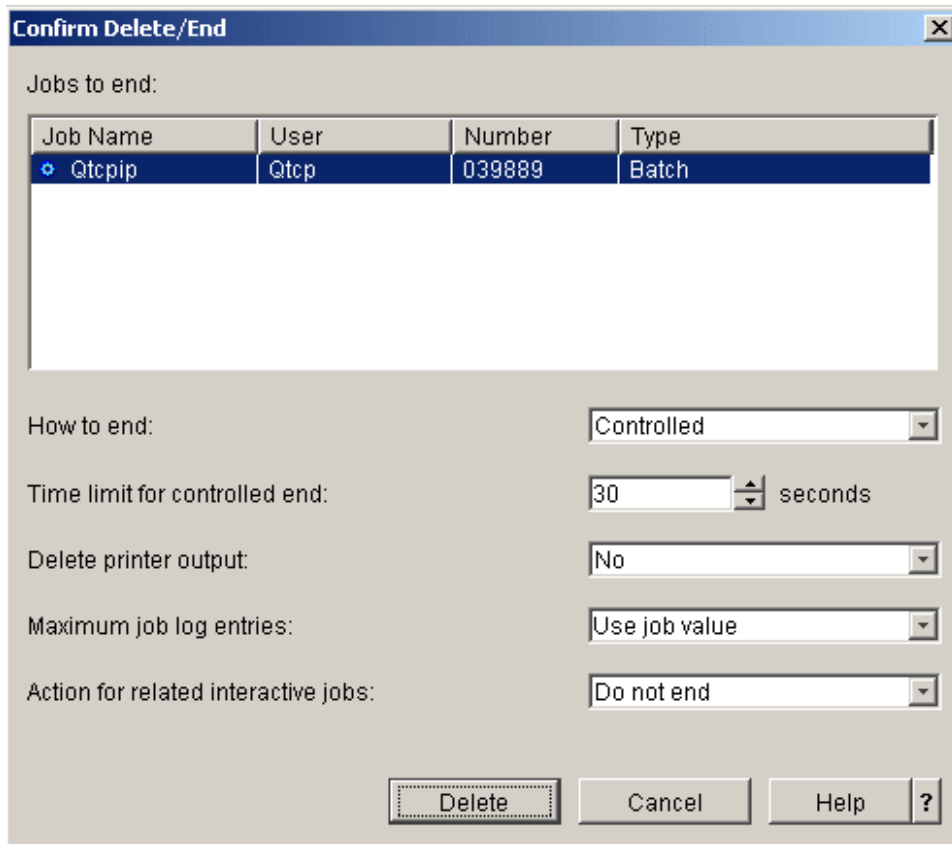 Confirm Delete/End
Jobs to end:
Job Name User Number Type
Qtcpip Qtcp 039889 Batch
How to end: Controlled
Time limit for controlled end: 30 seconds
Delete printer output: No
Maximum job log entries: Use job value
Action for related interactive jobs: Do not end
Delete Cancel Help ?